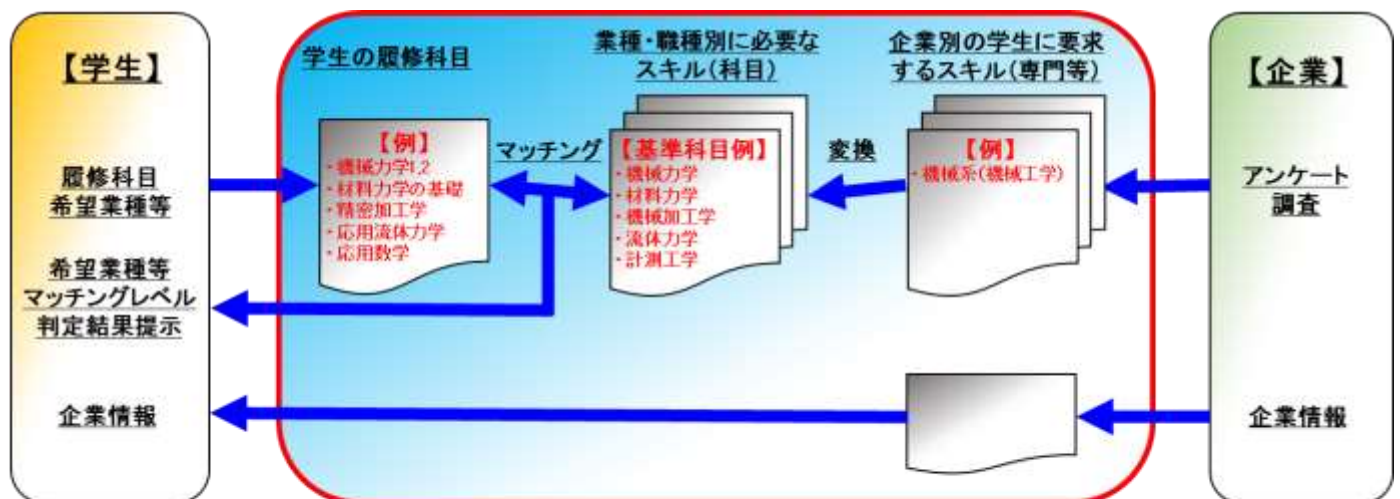 【学生】
履修科目
希望業種等
希望業種等
マッチングレベル
判定結果提示
企業情報
学生の履修科目
【例】
・機械力学1,2
・材料力学の基礎
・精密加工学
・応用流体力学
・応用数学
マッチング
業種・職種別に必要な
スキル(科目)
【基準科目例】
・機械力学
・材料力学
・機械加工学
・流体力学
・計測工学
変換
企業別の学生に要求
するスキル(専門等)
【例】
・機械系(機械工学)
【企業】
アンケート
調査
企業情報